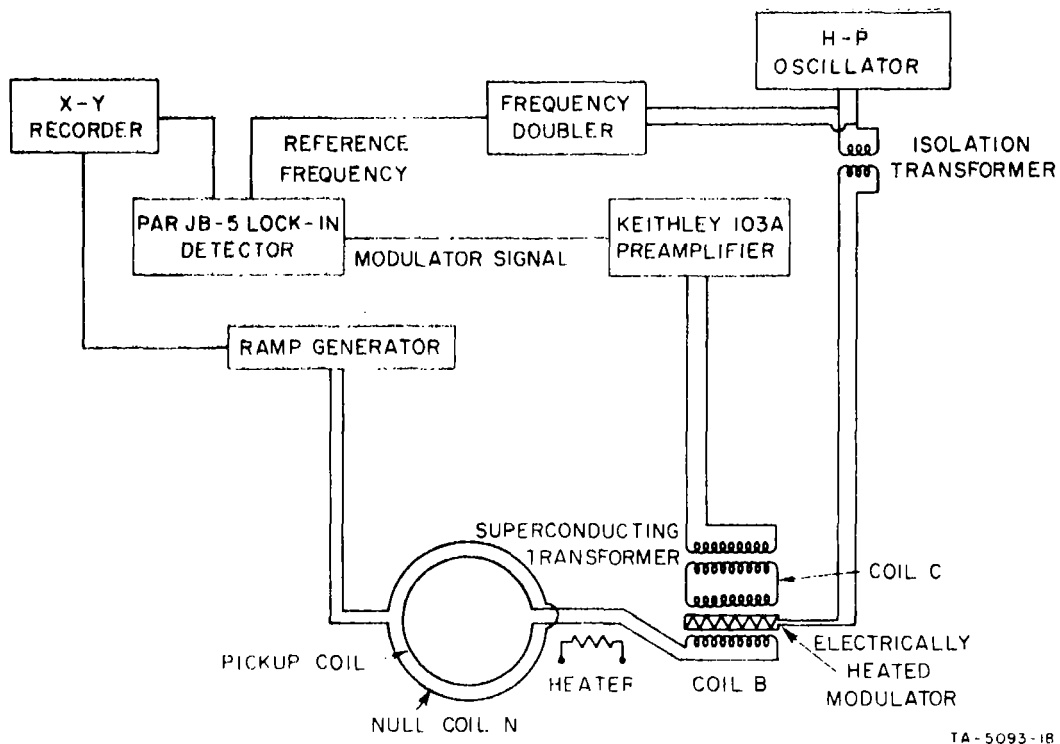 H-P
OSCILLATOR
X-Y
RECORDER
FREQUENCY
DOUBLER
REFERENCE
FREQUENCY
ISOLATION
TRANSFORMER
PAR JB-5 LOCK-IN
DETECTOR
MODULATOR SIGNAL
KEITHLEY 103A
PREAMPLIFIER
RAMP GENERATOR
SUPERCONDUCTING
TRANSFORMER
COIL C
PICKUP COIL
HEATER
COIL B
ELECTRICALLY
HEATED
MODULATOR
NULL COIL N
TA-5093-18